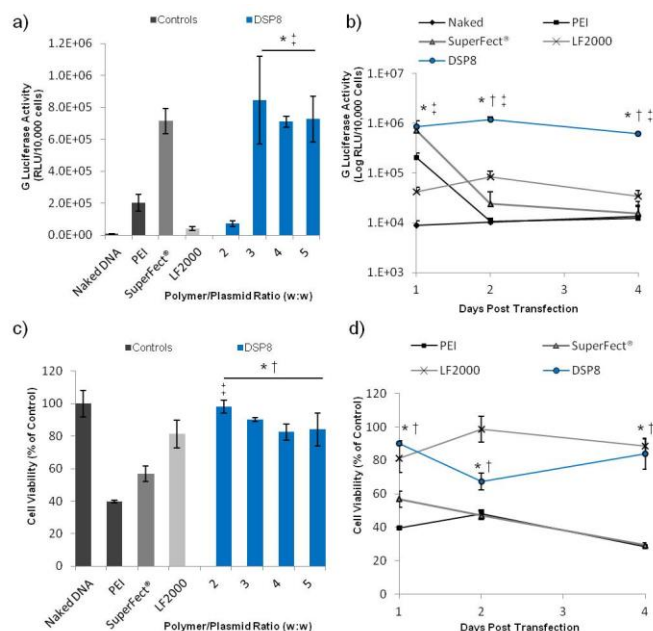 a)
Controls DSP8
G Luciferase Activity
(RLU/10,000 cells)
1.2E+06
1.0E+06
8.0E+05
6.0E+05
4.0E+05
2.0E+05
0.0E+00
* ‡
Naked DNA
PEI
SuperFect®
LF2000
2
3
4
5
Polymer/Plasmid Ratio (w:w)
b)
Naked PEI
SuperFect® LF2000
DSP8
G Luciferase Activity
(Log RLU/10,000 Cells)
1.E+07
1.E+06
1.E+05
1.E+04
1.E+03
* ‡
* † ‡
* † ‡
1 2 3 4
Days Post Transfection
c)
Controls DSP8
Cell Viability (% of Control)
120
100
80
60
40
20
0
‡
* †
Naked DNA
PEI
SuperFect®
LF2000
2
3
4
5
Polymer/Plasmid Ratio (w:w)
d)
PEI SuperFect®
LF2000 DSP8
Cell Viability (% of Control)
120
100
80
60
40
20
0
* †
* †
* †
1 2 3 4
Days Post Transfection